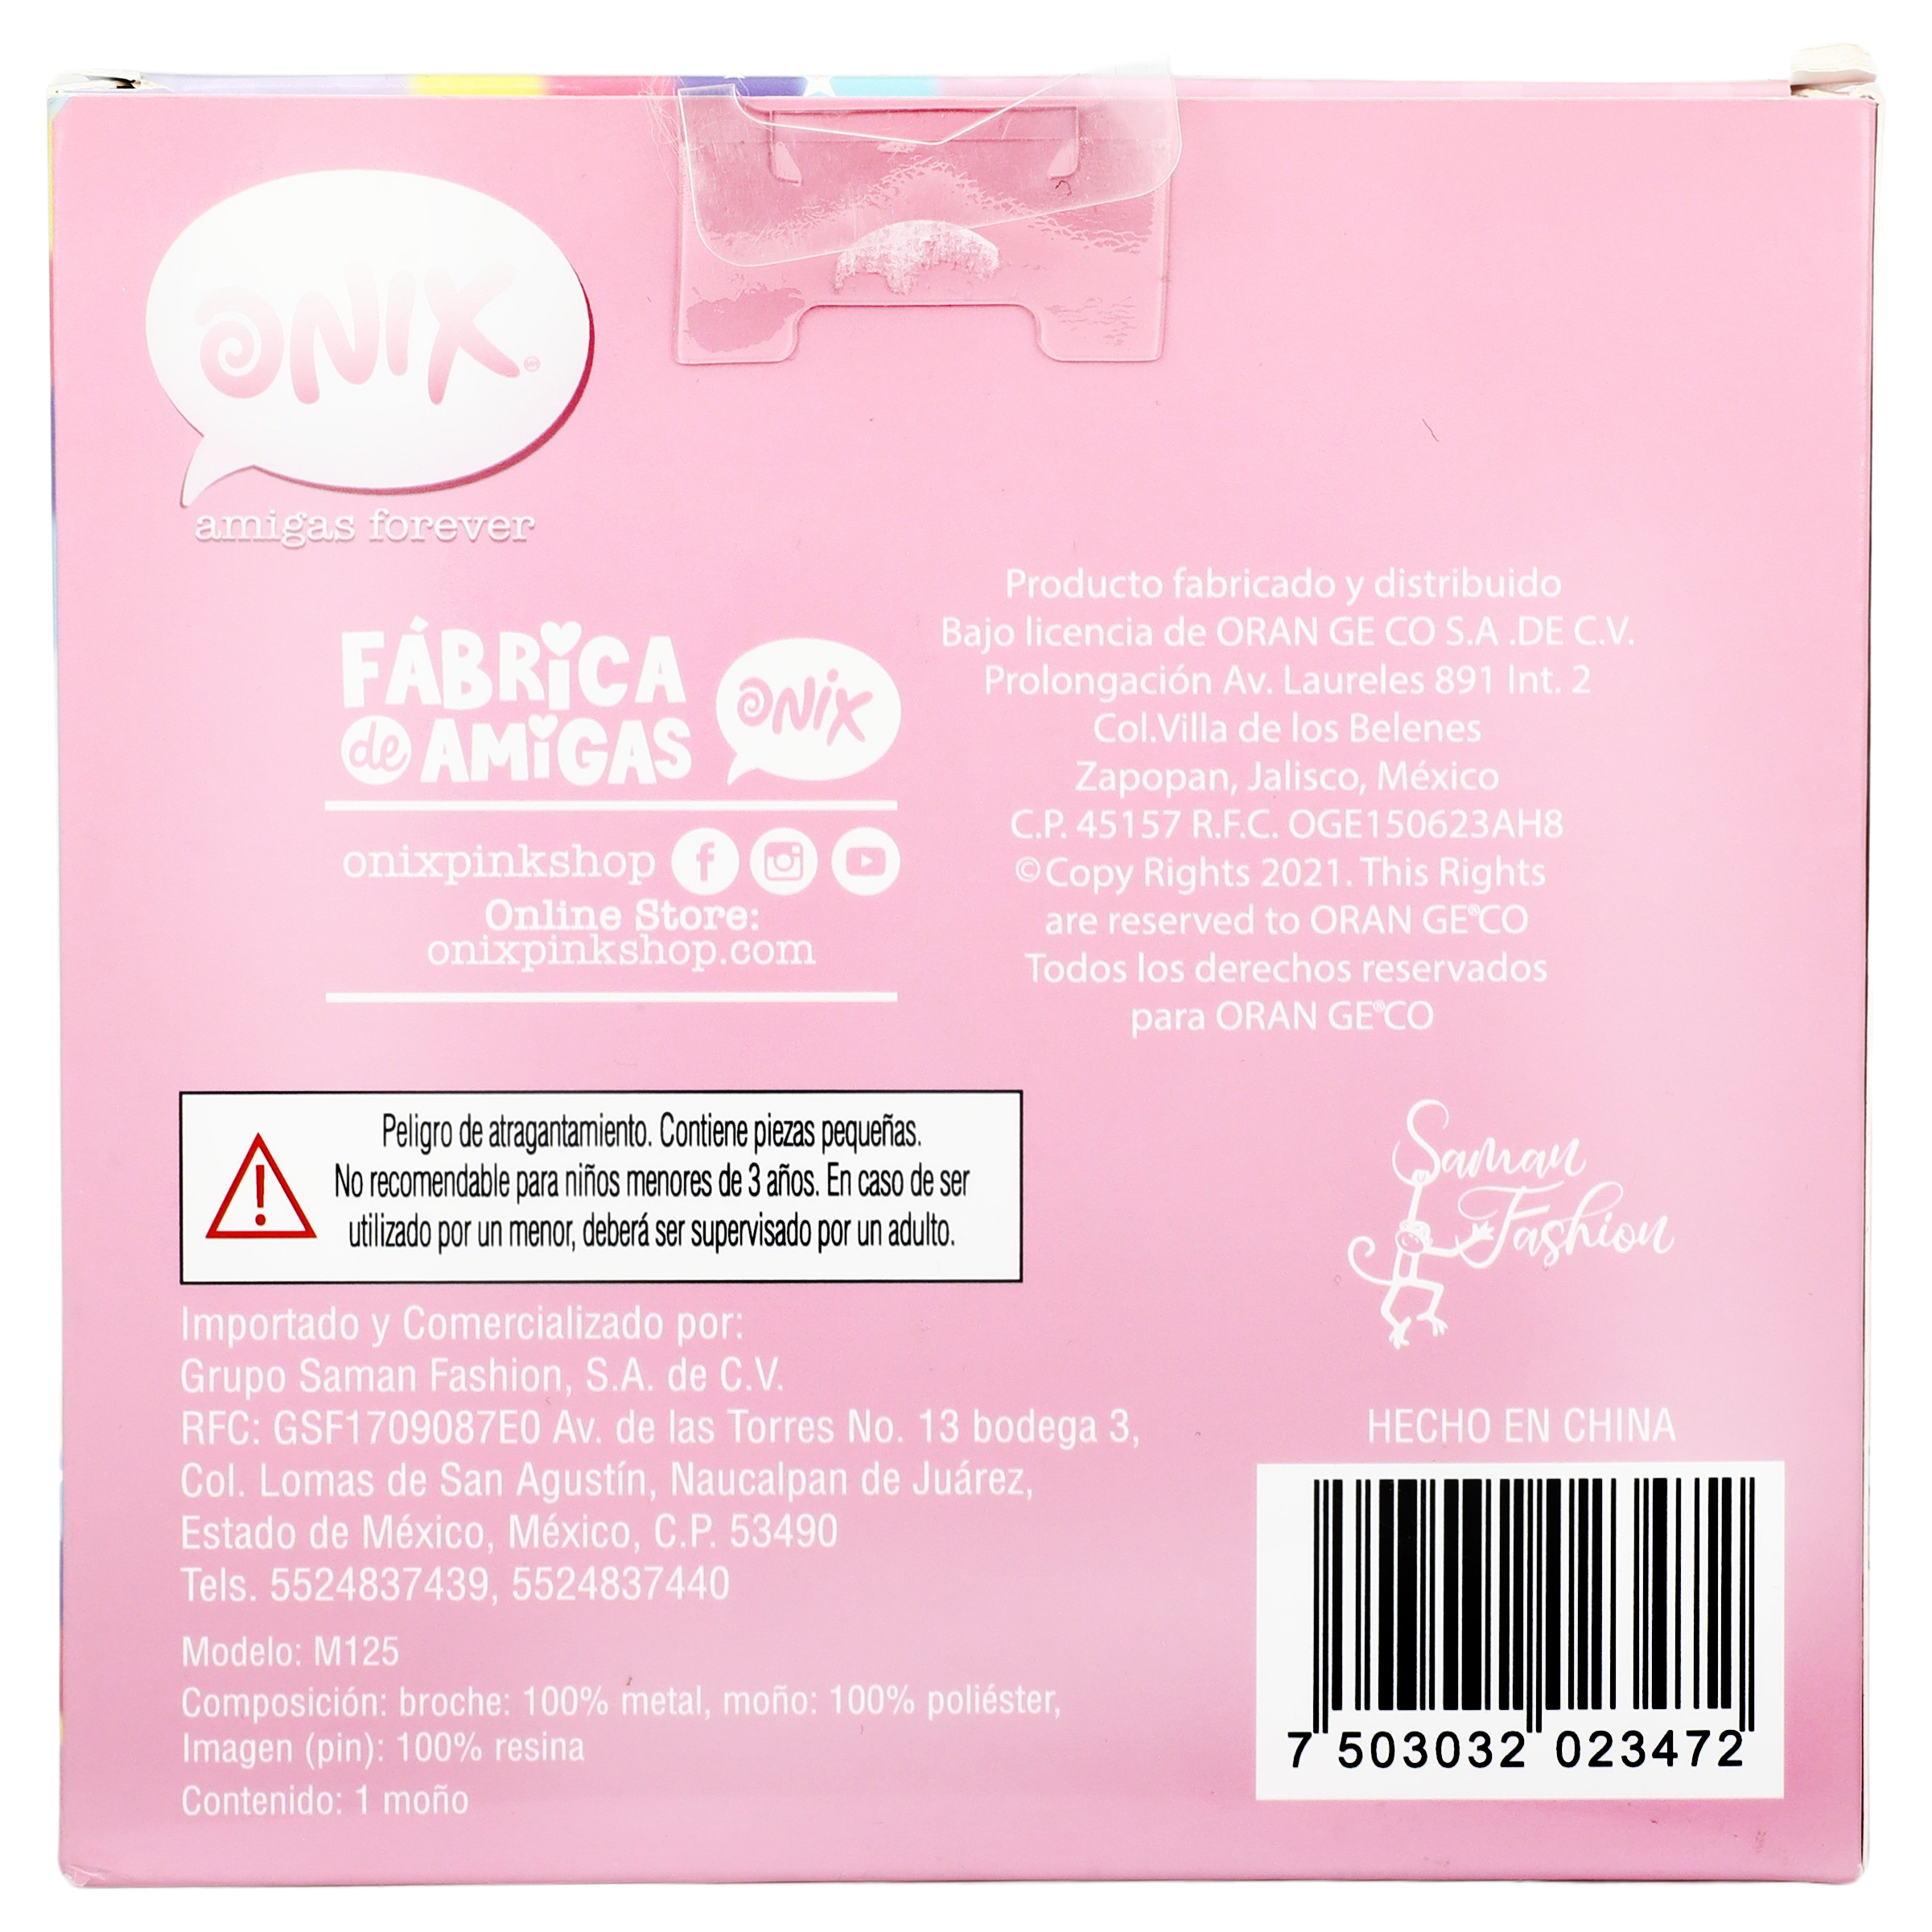 ONiX
amigas forever
FÁBRiCA
de AMiGAS
ONiX
onixpinkshop
Online Store:
onixpinkshop.com
Producto fabricado y distribuido
Bajo licencia de ORAN GE CO S.A .DE C.V.
Prolongación Av. Laureles 891 Int. 2
Col.Villa de los Belenes
Zapopan, Jalisco, México
C.P. 45157 R.F.C. OGE150623AH8
©Copy Rights 2021. This Rights
are reserved to ORAN GE®CO
Todos los derechos reservados
para ORAN GE®CO
Peligro de atragantamiento. Contiene piezas pequeñas.
No recomendable para niños menores de 3 años. En caso de ser
utilizado por un menor, deberá ser supervisado por un adulto.
Saman
Fashion
Importado y Comercializado por:
Grupo Saman Fashion, S.A. de C.V.
RFC: GSF1709087E0 Av. de las Torres No. 13 bodega 3,
Col. Lomas de San Agustín, Naucalpan de Juárez,
Estado de México, México, C.P. 53490
Tels. 5524837439, 5524837440
Modelo: M125
Composición: broche: 100% metal, moño: 100% poliéster,
Imagen (pin): 100% resina
Contenido: 1 moño
HECHO EN CHINA
7 503032 023472